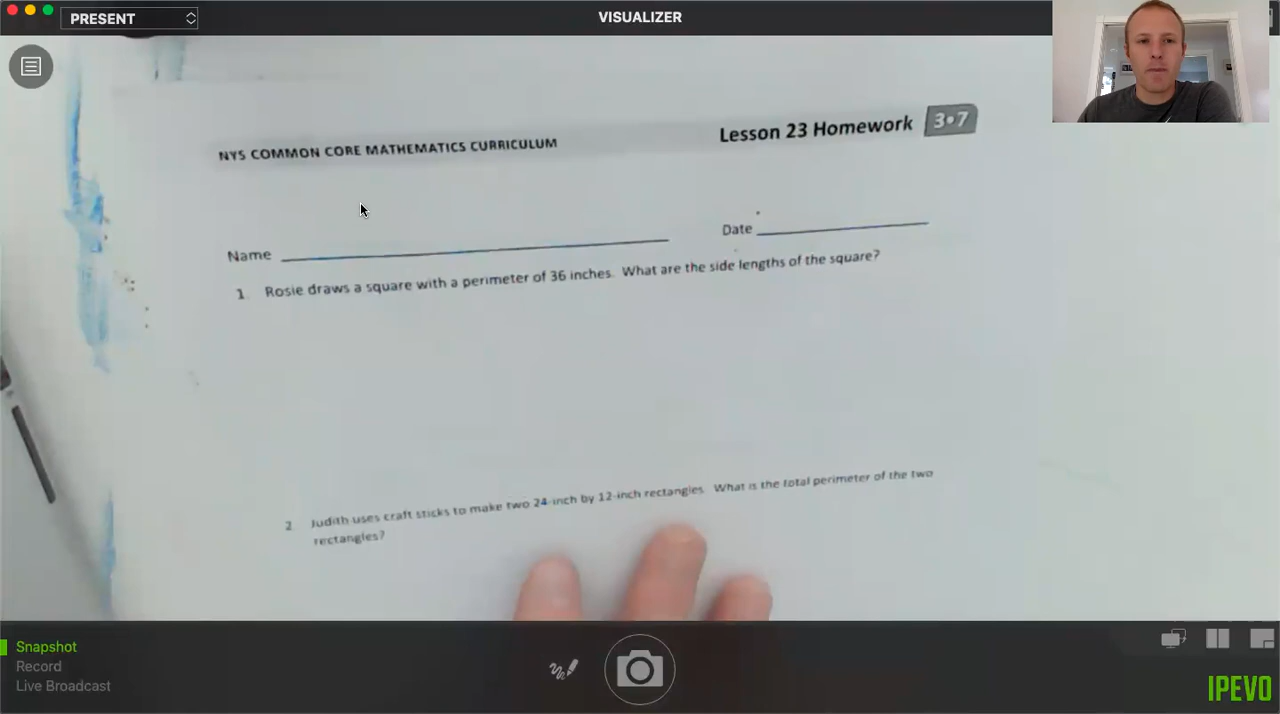 PRESENT
VISUALIZER
NYS COMMON CORE MATHEMATICS CURRICULUM
Lesson 23 Homework 3•7
Name
Date
1 Rosie draws a square with a perimeter of 36 inches. What are the side lengths of the square?
2 Judith uses craft sticks to make two 24-inch by 12-inch rectangles. What is the total perimeter of the two
rectangles?
Snapshot
Record
Live Broadcast
IPEVO